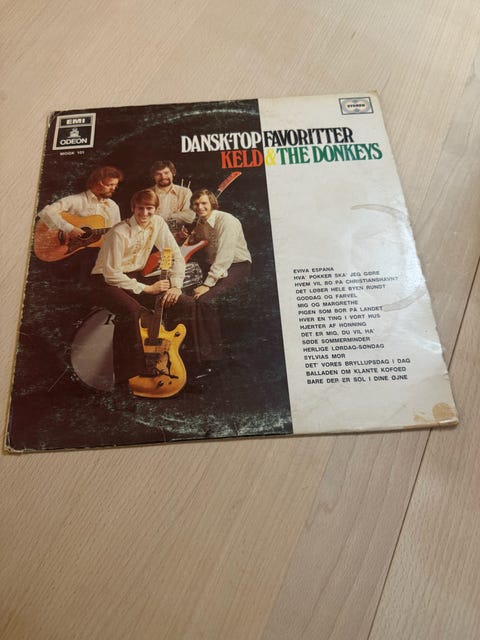 EMI
ODEON
MOCK 101
STEREO
DANSK-TOP FAVORITTER
KELD & THE DONKEYS
EVIVA ESPANA
HVA' POKKER SKA' JEG GØRE
HVEM VIL BO PÅ CHRISTIANSHAVN?
DET LØBER HELE BYEN RUNDT
GODDAG OG FARVEL
MIG OG MARGRETHE
PIGEN SOM BOR PÅ LANDET
HVER EN TING I VORT HUS
HJERTER AF HONNING
DET ER MIG, DU VIL HA'
SØDE SOMMERMINDER
HERLIGE LØRDAG-SØNDAG
SYLVIAS MOR
DET' VORES BRYLLUPSDAG I DAG
BALLADEN OM KLANTE KOFOED
BARE DER ER SOL I DINE ØJNE